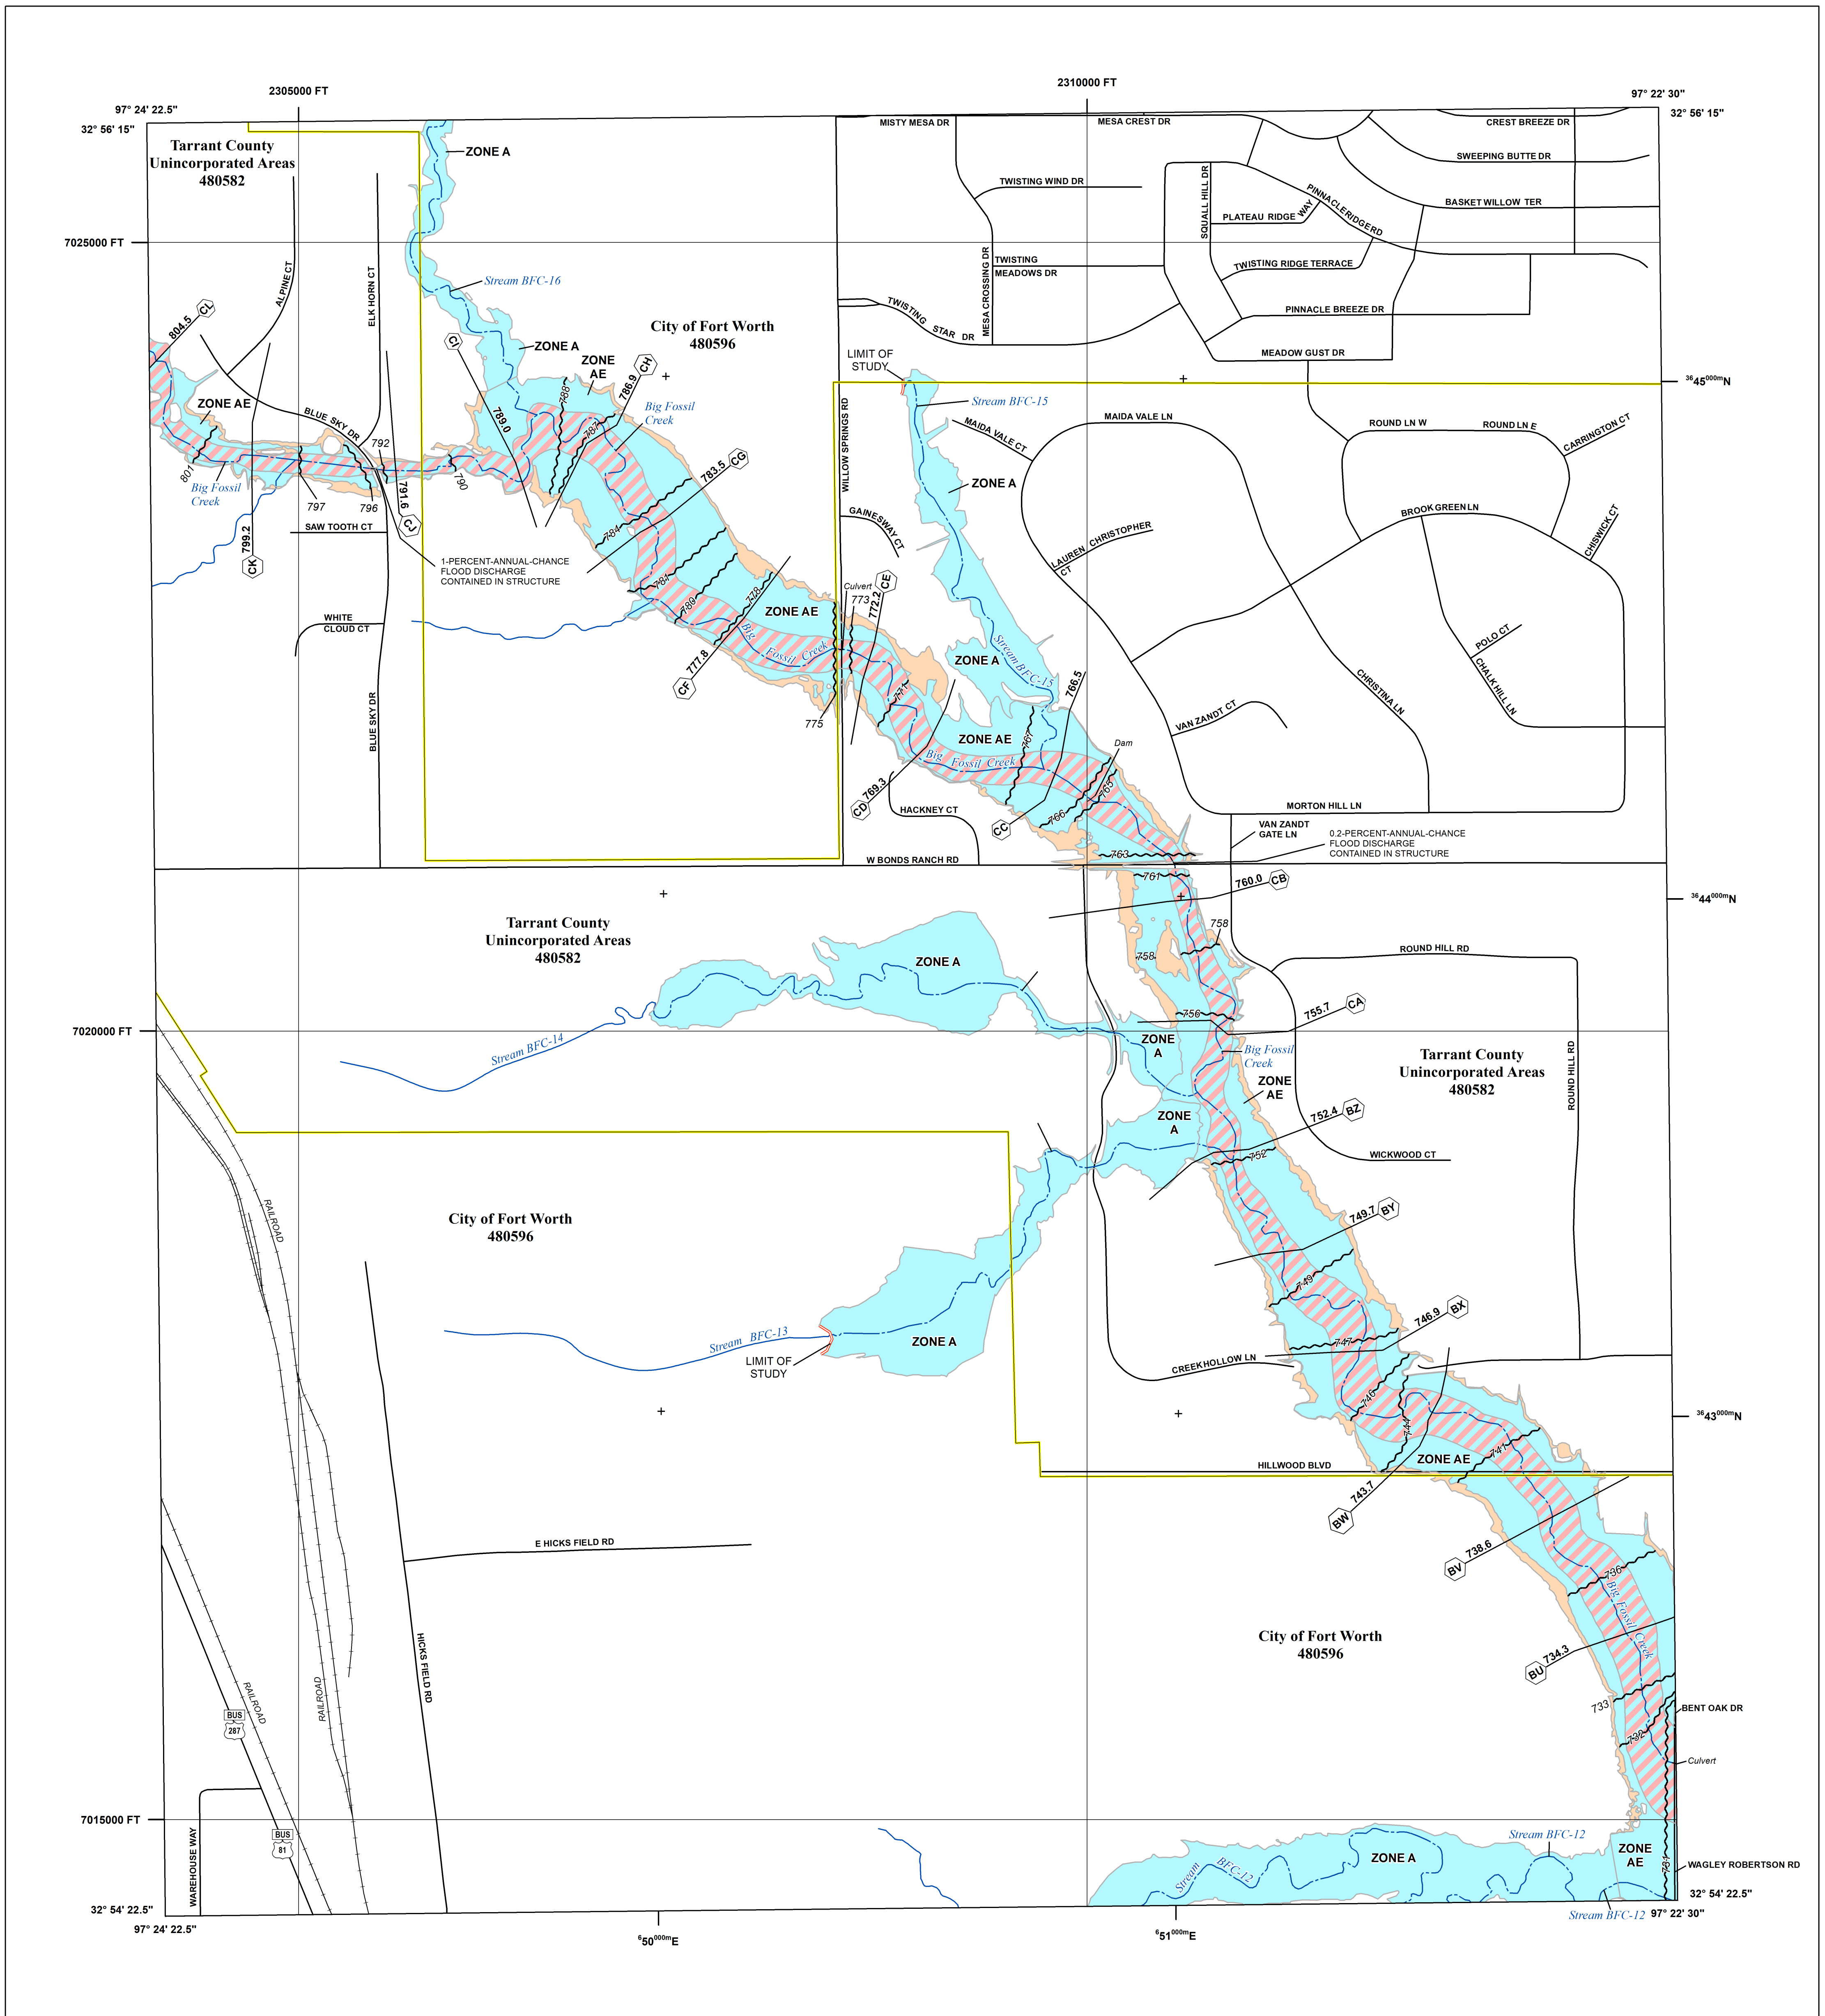 2305000 FT
2310000 FT
97° 24' 22.5"
97° 22' 30"
32° 56' 15"
32° 56' 15"
Tarrant County
Unincorporated Areas
480582
ZONE A
MISTY MESA DR
MESA CREST DR
CREST BREEZE DR
SWEEPING BUTTE DR
TWISTING WIND DR
SQUALL HILL DR
PLATEAU RIDGE WAY
PINNACLERIDGE RD
BASKET WILLOW TER
7025000 FT
ALPINE CT
ELK HORN CT
Stream BFC-16
MESA CROSSING DR
TWISTING
MEADOWS DR
TWISTING RIDGE TERRACE
TWISTING STAR DR
PINNACLE BREEZE DR
804.5 CL
City of Fort Worth
480596
CI
ZONE A
ZONE
AE
CH
786.9
LIMIT OF
STUDY
MEADOW GUST DR
3645000mN
ZONE AE
BLUE SKY DR
788
789.0
787
Big Fossil
Creek
WILLOW SPRINGS RD
Stream BFC-15
MAIDA VALE CT
MAIDA VALE LN
ROUND LN W
ROUND LN E
CARRINGTON CT
792
801
Big Fossil
Creek
797
796
791.6
CJ
790
783.5 CG
784
ZONE A
GAINESWAY CT
BROOK GREEN LN
CHISWICK CT
SAW TOOTH CT
799.2
CK
1-PERCENT-ANNUAL-CHANCE
FLOOD DISCHARGE
CONTAINED IN STRUCTURE
LAUREN CHRISTOPHER
CT
781
780
778
Culvert
773
772.2
CE
ZONE AE
WHITE
CLOUD CT
Big Fossil Creek
Stream BFC-15
POLO CT
CHALK HILL LN
CF
777.8
ZONE A
766.5
CHRISTINA LN
771
775
BLUE SKY DR
VAN ZANDT CT
ZONE AE
767
Dam
Big Fossil Creek
CD
769.3
765
HACKNEY CT
CC
766
MORTON HILL LN
VAN ZANDT
GATE LN
0.2-PERCENT-ANNUAL-CHANCE
FLOOD DISCHARGE
CONTAINED IN STRUCTURE
W BONDS RANCH RD
763
761
760.0 CB
3644000mN
Tarrant County
Unincorporated Areas
480582
758
758
ROUND HILL RD
ZONE A
755.7 CA
756
7020000 FT
Stream BFC-14
ZONE
A
Big Fossil
Creek
Tarrant County
Unincorporated Areas
480582
ROUND HILL RD
ZONE
AE
ZONE
A
752.4 BZ
752
WICKWOOD CT
RAILROAD
City of Fort Worth
480596
749.7 BY
749
Stream BFC-13
ZONE A
LIMIT OF
STUDY
746.9 BX
747
CREEKHOLLOW LN
746
744
3643000mN
ZONE AE
741
HILLWOOD BLVD
743.7
BW
E HICKS FIELD RD
738.6
BV
736
Big Fossil Creek
City of Fort Worth
480596
HICKS FIELD RD
734.3
BU
RAILROAD
RAILROAD
733
BENT OAK DR
BUS
287
732
Culvert
7015000 FT
BUS
81
WAREHOUSE WAY
Stream BFC-12
ZONE
AE
ZONE A
Stream BFC-12
731
WAGLEY ROBERTSON RD
32° 54' 22.5"
32° 54' 22.5"
Stream BFC-12
97° 22' 30"
97° 24' 22.5"
650000mE
651000mE